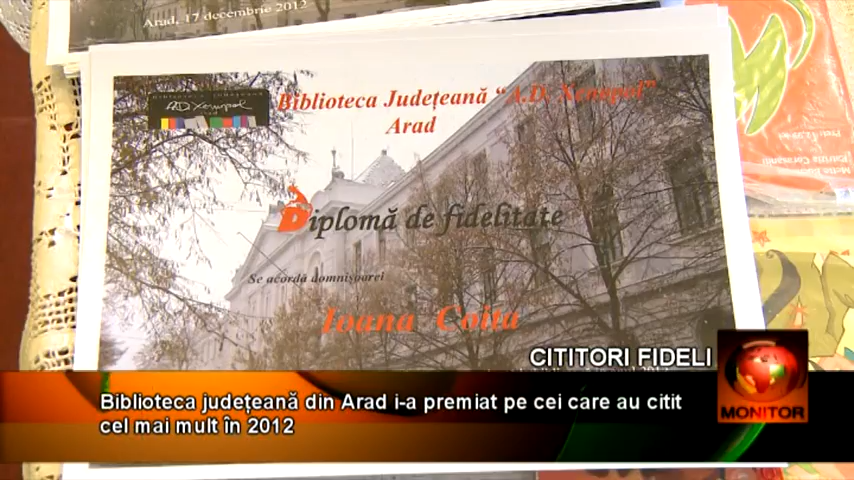 Arad, 17 decembrie 2012
A.D. Xenopol
Biblioteca Județeană "A.D. Xenopol"
Arad
Diplomă de fidelitate
Se acordă domnișoarei
Ioana Coita
CITITORI FIDELI
MONITOR
Biblioteca județeană din Arad i-a premiat pe cei care au citit
cel mai mult în 2012